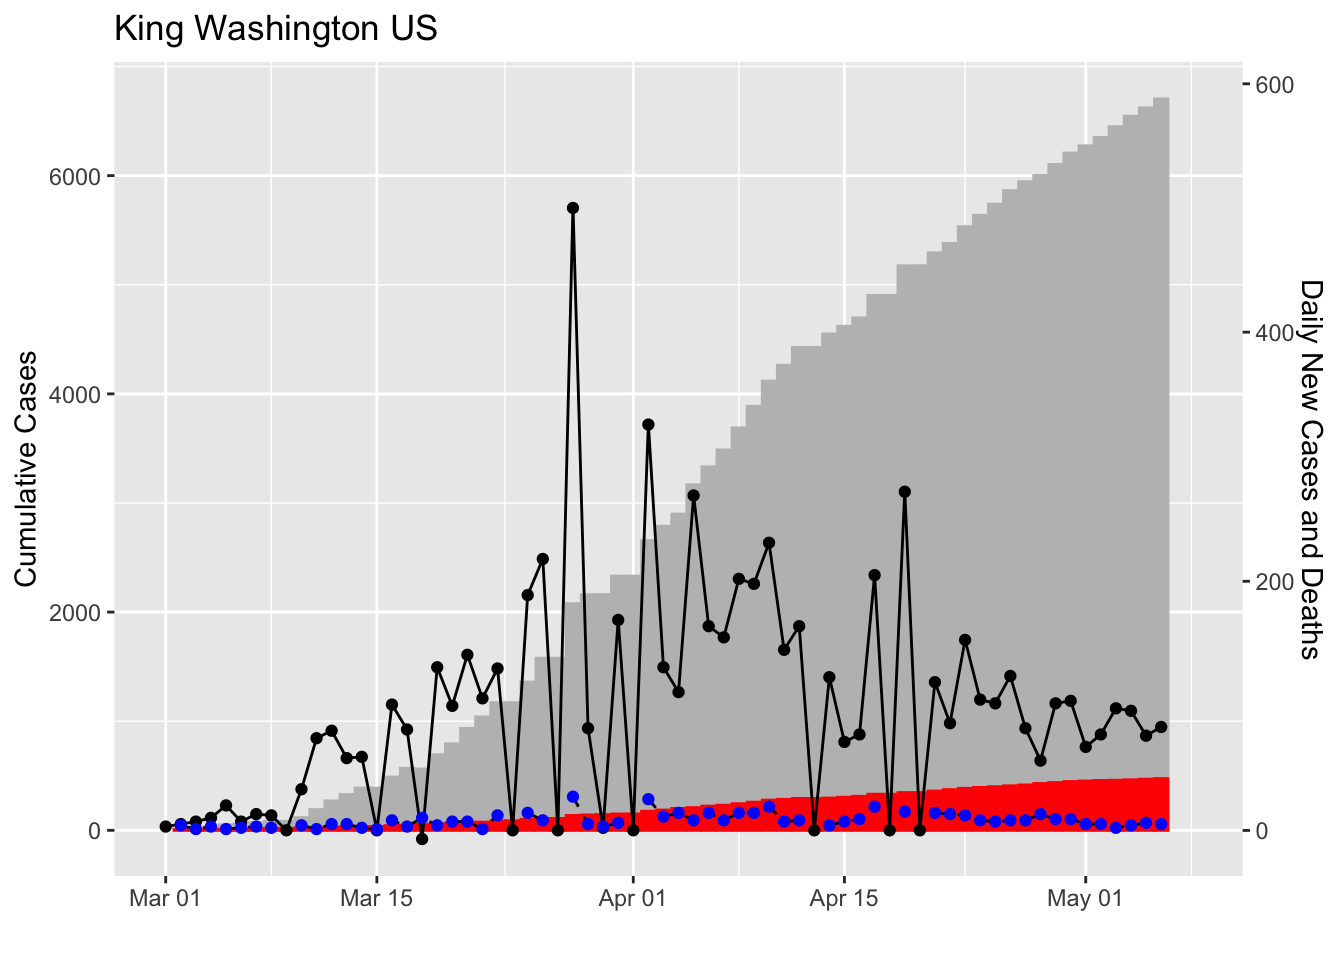 King Washington US
600
6000
400
4000
200
2000
0
0
Cumulative Cases
Daily New Cases and Deaths
Mar 01
Mar 15
Apr 01
Apr 15
May 01